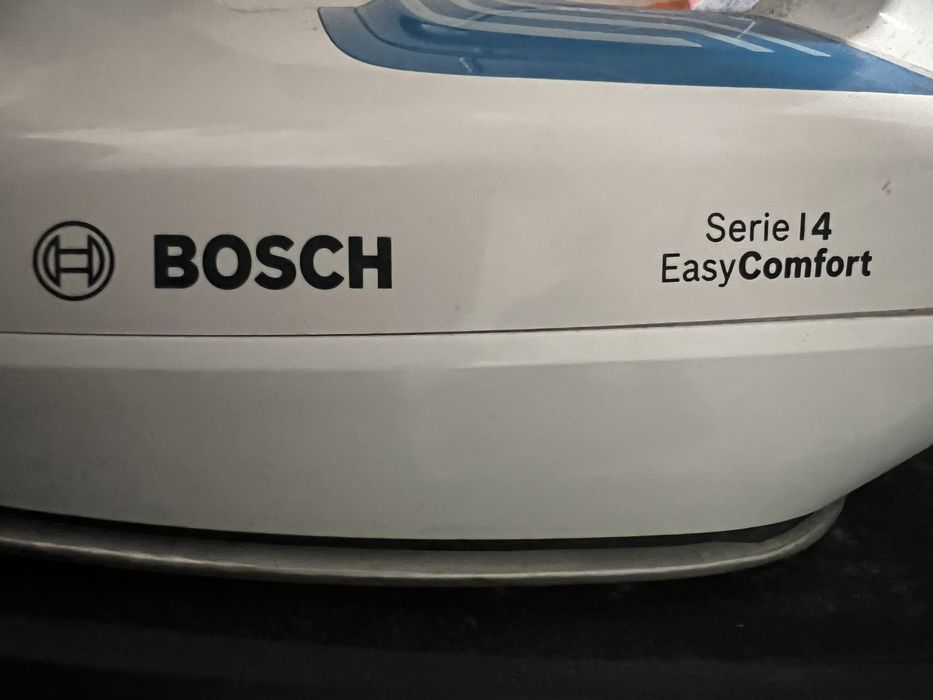 BOSCH
Serie I 4
EasyComfort